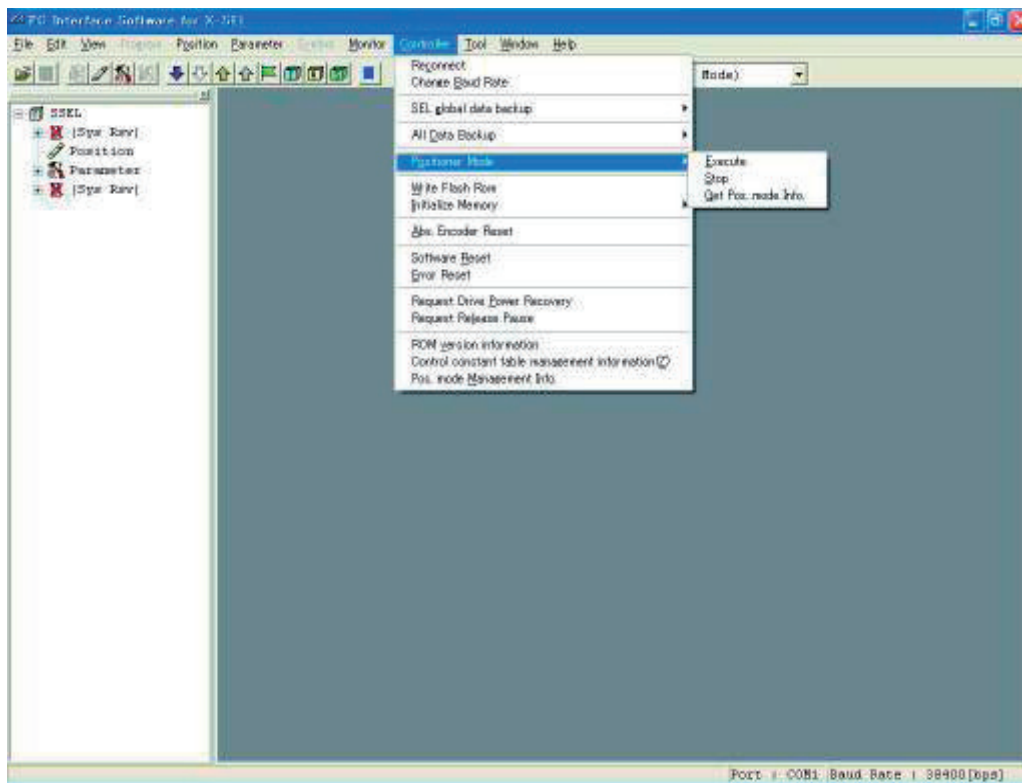 PC Interface Software for X-SEL
File Edit View Program Position Parameter Symbol Monitor Controller Tool Window Help
Mode)
SSEL
(Sys Rsv)
Position
Parameter
(Sys Rsv)
Reconnect
Change Baud Rate
SEL global data backup
All Data Backup
Positioner Mode
Execute
Stop
Get Pos. mode Info.
Write Flash Rom
Initialize Memory
Abs. Encoder Reset
Software Reset
Error Reset
Request Drive Power Recovery
Request Release Pause
ROM version information
Control constant table management information(Z)
Pos. mode Management Info.
Port : COM1 Baud Rate : 38400[bps]